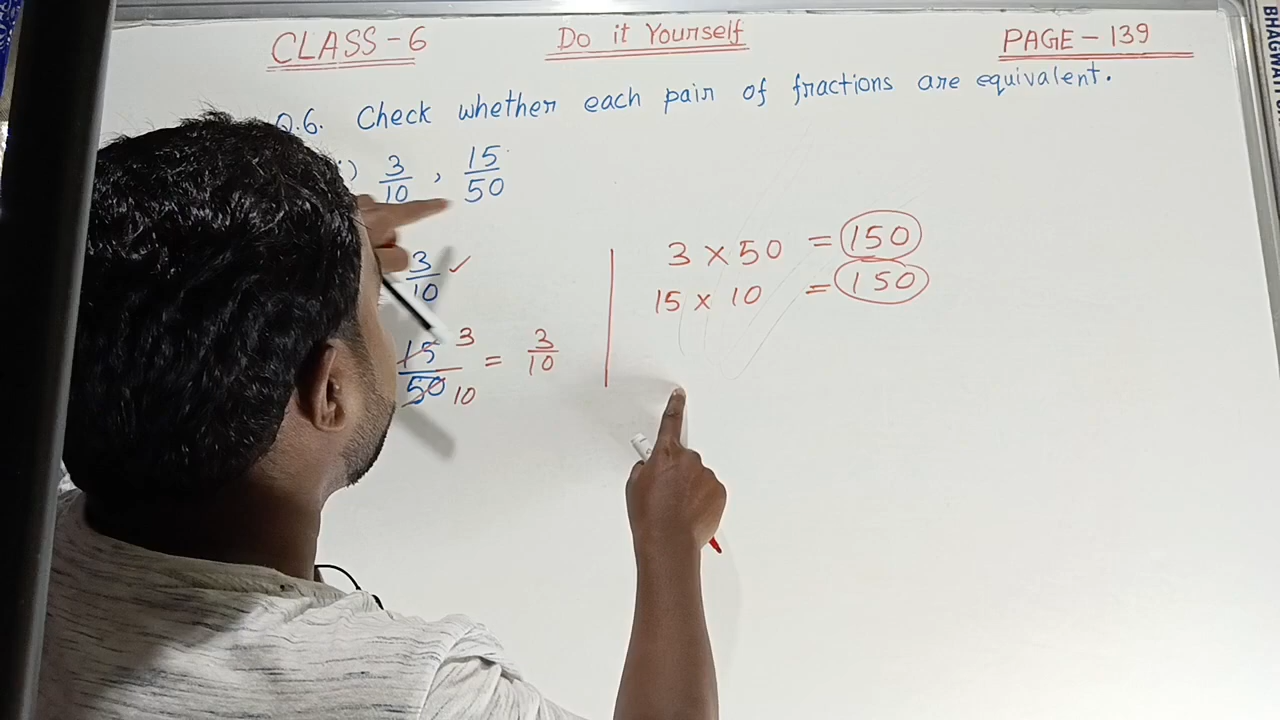 CLASS-6 Do it Yourself PAGE-139
Q.6. Check whether each pair of fractions are equivalent.
i) 3/10 , 15/50
3/10 ✓
15/50 3 10 = 3/10
3 × 50 = 150
15 × 10 = 150